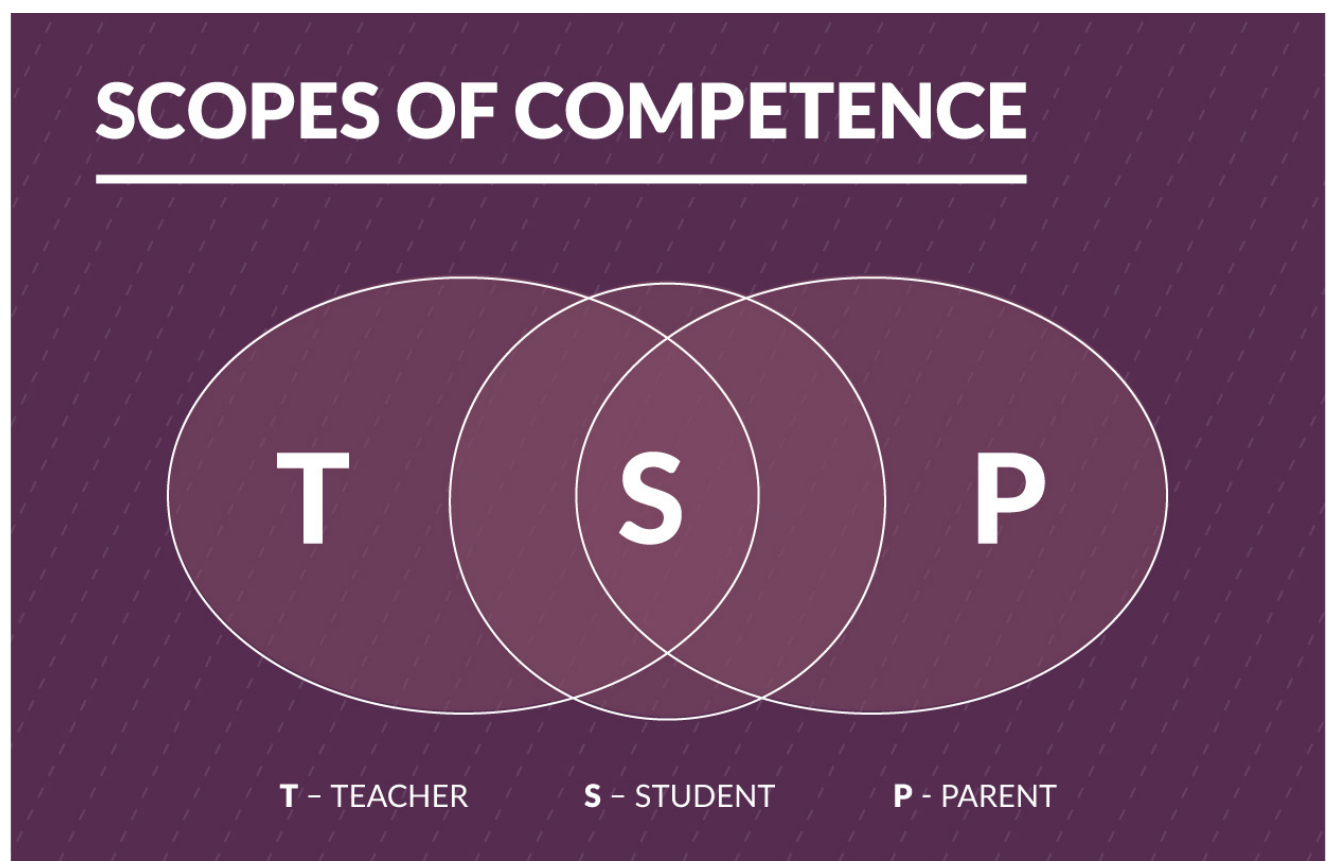 SCOPES OF COMPETENCE
T S P
T – TEACHER S – STUDENT P - PARENT